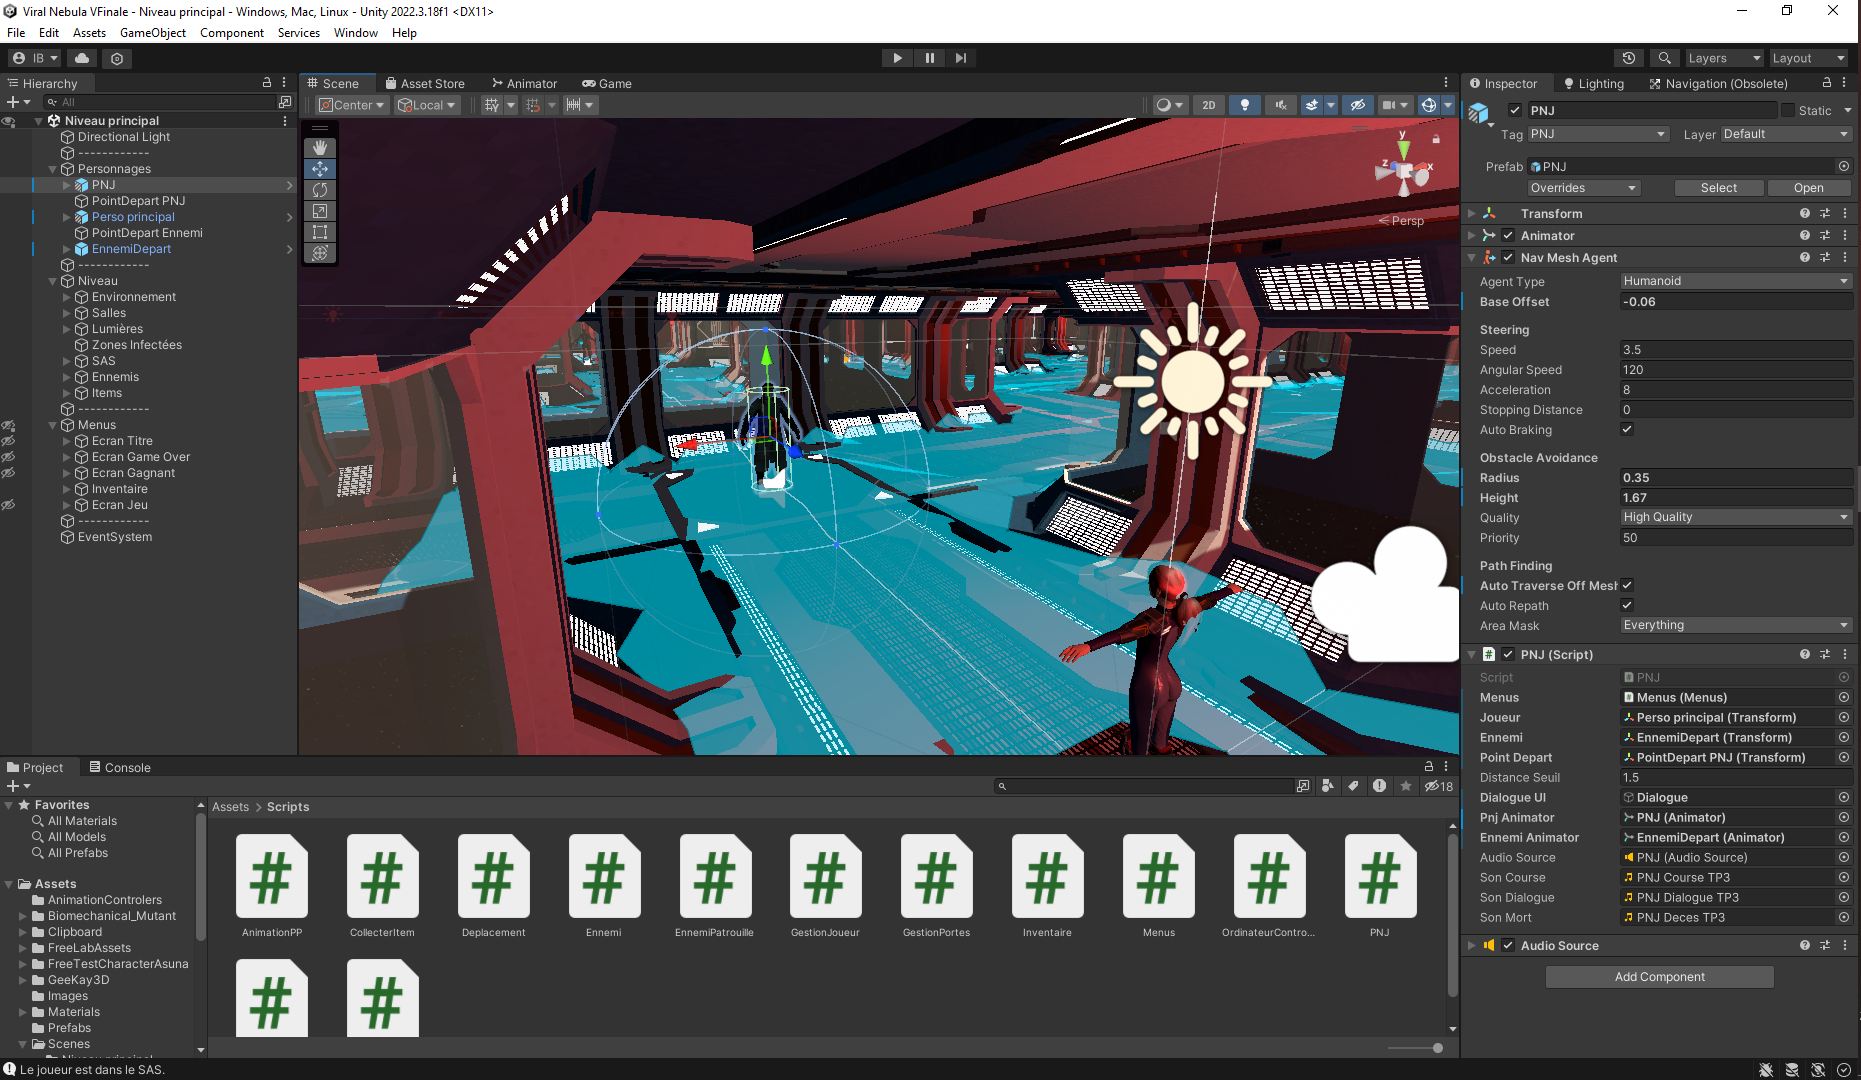 Viral Nebula VFinale - Niveau principal - Windows, Mac, Linux - Unity 2022.3.18f1 <DX11>
File Edit Assets GameObject Component Services Window Help
IB Layers Layout
Hierarchy
All
Niveau principal
Directional Light
------------
Personnages
PNJ
PointDepart PNJ
Perso principal
PointDepart Ennemi
EnnemiDepart
------------
Niveau
Environnement
Salles
Lumières
Zones Infectées
SAS
Ennemis
Items
------------
Menus
Ecran Titre
Ecran Game Over
Ecran Gagnant
Inventaire
Ecran Jeu
------------
EventSystem
Scene Asset Store Animator Game
Center Local 2D
y
z x
Persp
Inspector Lighting Navigation (Obsolete)
PNJ Static
Tag PNJ Layer Default
Prefab PNJ
Overrides Select Open
Transform
Animator
Nav Mesh Agent
Agent Type Humanoid
Base Offset -0.06
Steering
Speed 3.5
Angular Speed 120
Acceleration 8
Stopping Distance 0
Auto Braking
Obstacle Avoidance
Radius 0.35
Height 1.67
Quality High Quality
Priority 50
Path Finding
Auto Traverse Off Mesh
Auto Repath
Area Mask Everything
PNJ (Script)
Script PNJ
Menus Menus (Menus)
Joueur Perso principal (Transform)
Ennemi EnnemiDepart (Transform)
Point Depart PointDepart PNJ (Transform)
Distance Seuil 1.5
Dialogue UI Dialogue
Pnj Animator PNJ (Animator)
Ennemi Animator EnnemiDepart (Animator)
Audio Source PNJ (Audio Source)
Son Course PNJ Course TP3
Son Dialogue PNJ Dialogue TP3
Son Mort PNJ Deces TP3
Audio Source
Add Component
Project Console
18
Favorites
All Materials
All Models
All Prefabs
Assets
AnimationControlers
Biomechanical_Mutant
Clipboard
FreeLabAssets
FreeTestCharacterAsuna
GeeKay3D
Images
Materials
Prefabs
Scenes
Niveau principal
Assets > Scripts
AnimationPP CollecterItem Deplacement Ennemi EnnemiPatrouille GestionJoueur GestionPortes Inventaire Menus OrdinateurContro... PNJ
Le joueur est dans le SAS.